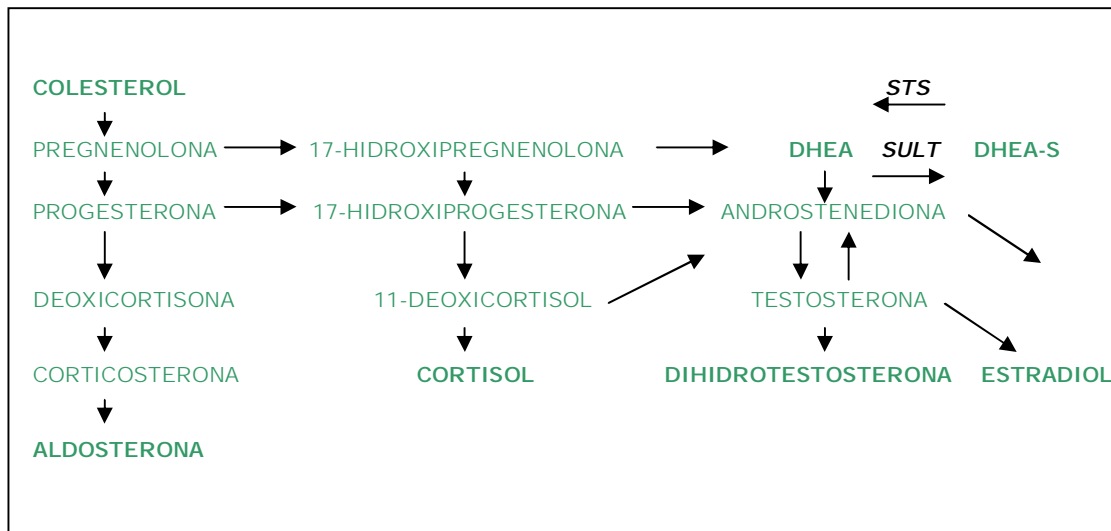 COLESTEROL STS
PREGNENOLONA 17-HIDROXIPREGNENOLONA DHEA SULT DHEA-S
PROGESTERONA 17-HIDROXIPROGESTERONA ANDROSTENEDIONA
DEOXICORTISONA 11-DEOXICORTISOL TESTOSTERONA
CORTICOSTERONA CORTISOL DIHIDROTESTOSTERONA ESTRADIOL
ALDOSTERONA